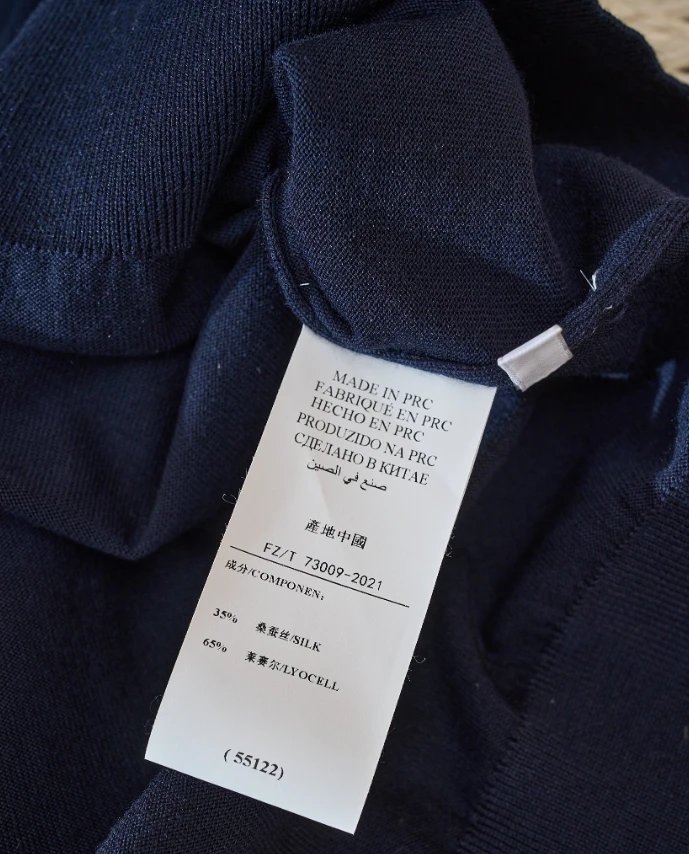 MADE IN PRC
FABRIQUÉ EN PRC
HECHO EN PRC
PRODUZIDO NA PRC
СДЕЛАНО В КИТАЕ
صنع في الصين
產地中國
FZ/T 73009-2021
成分/COMPONEN:
35% 桑蚕丝/SILK
65% 莱赛尔/LYOCELL
( 55122)